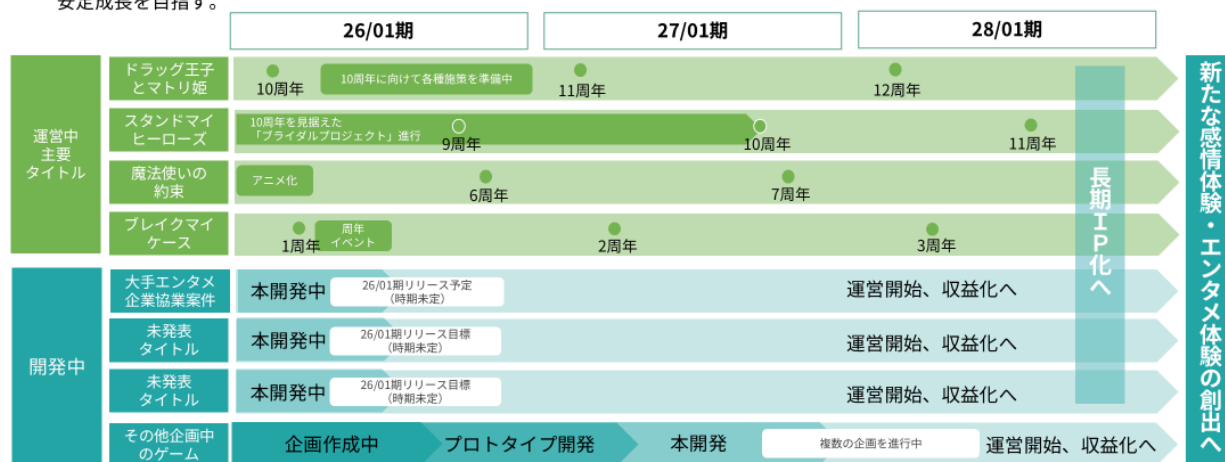 安定成長を目指す。
26/01期
27/01期
28/01期
運営中
主要
タイトル
ドラッグ王子
とマトリ姫
10周年
10周年に向けて各種施策を準備中
11周年
12周年
スタンドマイ
ヒーローズ
10周年を見据えた
「ブライダルプロジェクト」進行
9周年
10周年
11周年
魔法使いの
約束
アニメ化
6周年
7周年
ブレイクマイ
ケース
1周年
周年
イベント
2周年
3周年
長期IP化へ
開発中
大手エンタメ
企業協業案件
本開発中
26/01期リリース予定
(時期未定)
運営開始、収益化へ
未発表
タイトル
本開発中
26/01期リリース目標
(時期未定)
運営開始、収益化へ
未発表
タイトル
本開発中
26/01期リリース目標
(時期未定)
運営開始、収益化へ
その他企画中
のゲーム
企画作成中
プロトタイプ開発
本開発
複数の企画を進行中
運営開始、収益化へ
新たな感情体験・エンタメ体験の創出へ